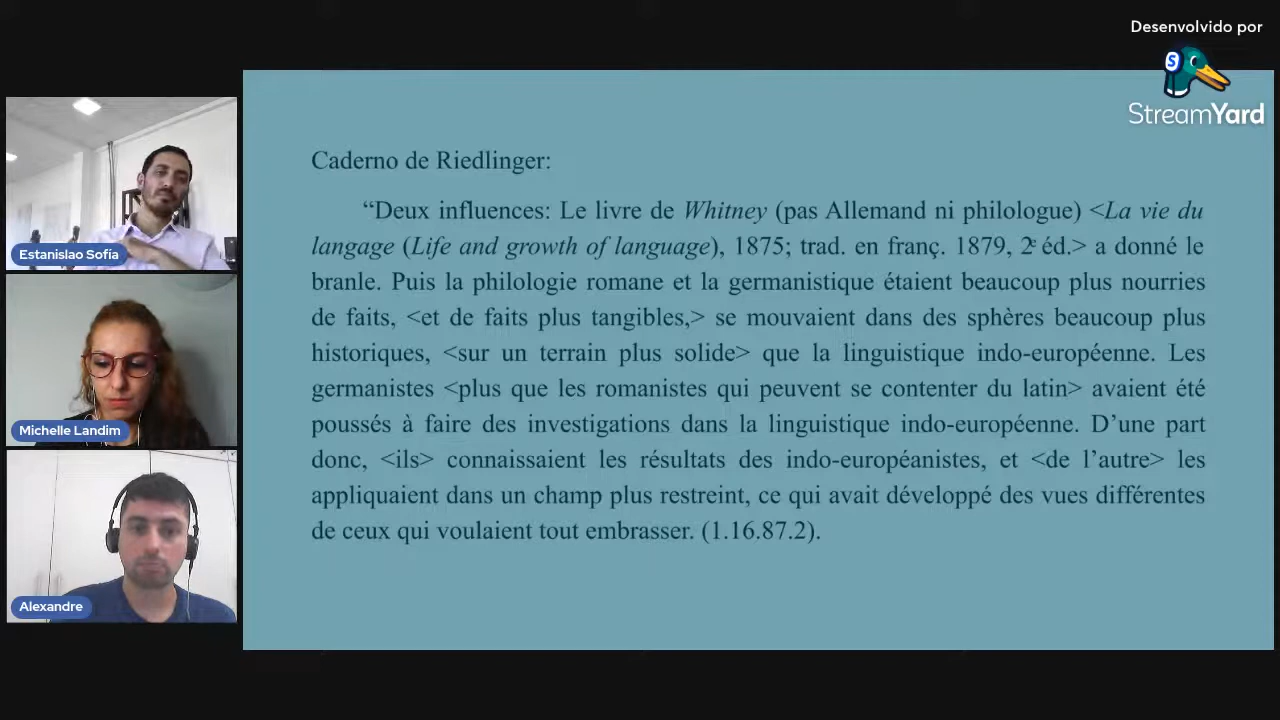 Desenvolvido por
StreamYard
Estanislao Sofía
Michelle Landim
Alexandre
Caderno de Riedlinger:
“Deux influences: Le livre de Whitney (pas Allemand ni philologue) <La vie du
langage (Life and growth of language), 1875; trad. en franç. 1879, 2e éd.> a donné le
branle. Puis la philologie romane et la germanistique étaient beaucoup plus nourries
de faits, <et de faits plus tangibles,> se mouvaient dans des sphères beaucoup plus
historiques, <sur un terrain plus solide> que la linguistique indo-européenne. Les
germanistes <plus que les romanistes qui peuvent se contenter du latin> avaient été
poussés à faire des investigations dans la linguistique indo-européenne. D’une part
donc, <ils> connaissaient les résultats des indo-européanistes, et <de l’autre> les
appliquaient dans un champ plus restreint, ce qui avait développé des vues différentes
de ceux qui voulaient tout embrasser. (1.16.87.2).